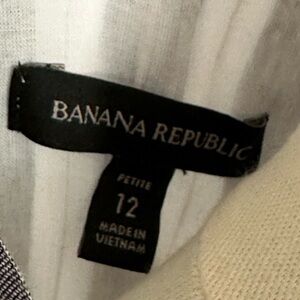 BANANA REPUBLIC
PETITE
12
MADE IN
VIETNAM